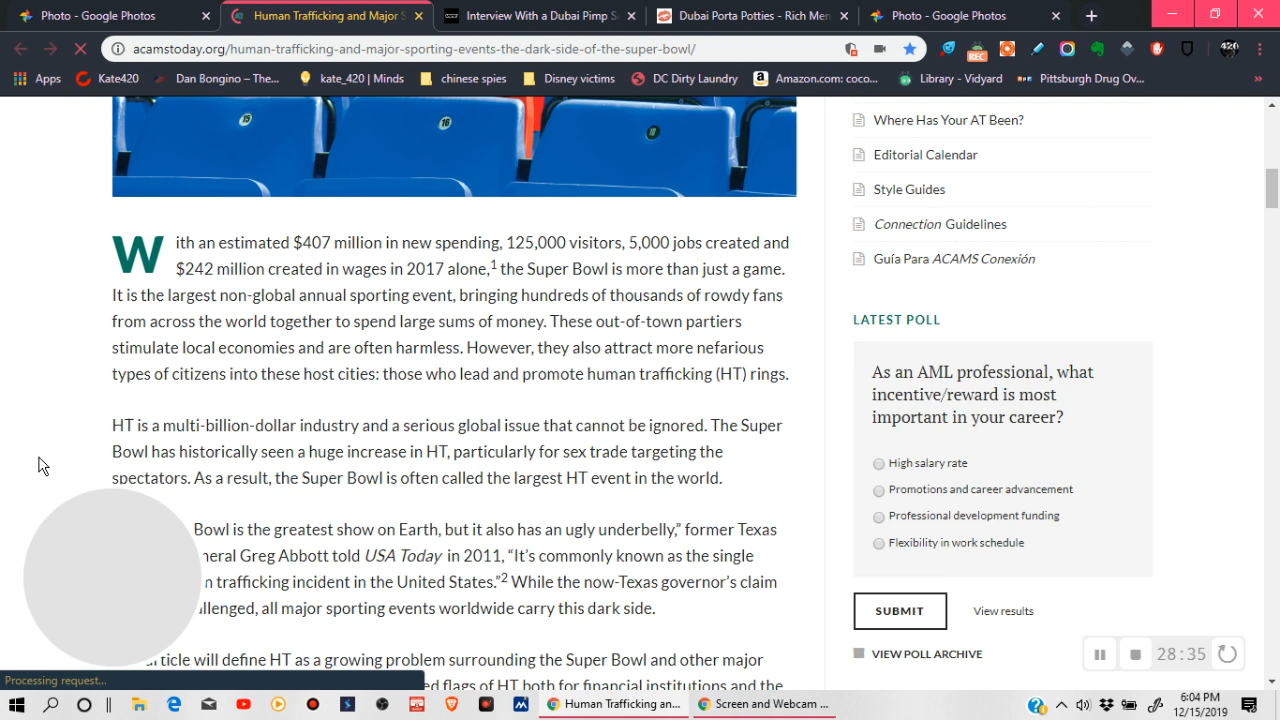 Photo - Google Photos
Human Trafficking and Major S
Interview With a Dubai Pimp S
Dubai Porta Potties - Rich Men
Photo - Google Photos
acamstoday.org/human-trafficking-and-major-sporting-events-the-dark-side-of-the-super-bowl/
REC
Apps
Kate420
Dan Bongino – The...
kate_420 | Minds
chinese spies
Disney victims
DC Dirty Laundry
Amazon.com: coco...
Library - Vidyard
Pittsburgh Drug Ov...
15
16
With an estimated $407 million in new spending, 125,000 visitors, 5,000 jobs created and
$242 million created in wages in 2017 alone,1 the Super Bowl is more than just a game.
It is the largest non-global annual sporting event, bringing hundreds of thousands of rowdy fans
from across the world together to spend large sums of money. These out-of-town partiers
stimulate local economies and are often harmless. However, they also attract more nefarious
types of citizens into these host cities: those who lead and promote human trafficking (HT) rings.
HT is a multi-billion-dollar industry and a serious global issue that cannot be ignored. The Super
Bowl has historically seen a huge increase in HT, particularly for sex trade targeting the
spectators. As a result, the Super Bowl is often called the largest HT event in the world.
Bowl is the greatest show on Earth, but it also has an ugly underbelly,” former Texas
neral Greg Abbott told USA Today in 2011, “It’s commonly known as the single
n trafficking incident in the United States.”2 While the now-Texas governor’s claim
allenged, all major sporting events worldwide carry this dark side.
article will define HT as a growing problem surrounding the Super Bowl and other major
ed flags of HT both for financial institutions and the
Where Has Your AT Been?
Editorial Calendar
Style Guides
Connection Guidelines
Guía Para ACAMS Conexión
LATEST POLL
As an AML professional, what
incentive/reward is most
important in your career?
High salary rate
Promotions and career advancement
Professional development funding
Flexibility in work schedule
SUBMIT
View results
VIEW POLL ARCHIVE
28:35
Processing request...
Human Trafficking an...
Screen and Webcam ...
6:04 PM
12/15/2019